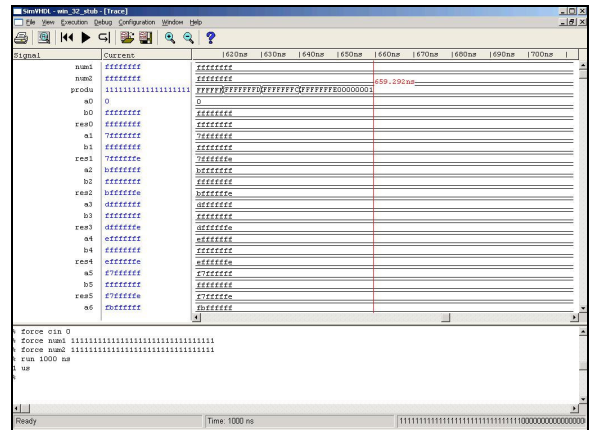 SimVHDL - win_32_stub - [Trace]
File View Execution Debug Configuration Window Help
Signal Current |620ns |630ns |640ns |650ns |660ns |670ns |680ns |690ns |700ns |
num1 ffffffff ffffffff
num2 ffffffff ffffffff
659.292ns
produ 1111111111111111111
a0 0 0
b0 ffffffff ffffffff
res0 ffffffff ffffffff
a1 7fffffff 7fffffff
b1 ffffffff ffffffff
res1 7ffffffe 7ffffffe
a2 bfffffff bfffffff
b2 ffffffff ffffffff
res2 bffffffe bffffffe
a3 dfffffff dfffffff
b3 ffffffff ffffffff
res3 dffffffe dffffffe
a4 efffffff efffffff
b4 ffffffff ffffffff
res4 effffffe effffffe
a5 f7ffffff f7ffffff
b5 ffffffff ffffffff
res5 f7fffffe f7fffffe
a6 fbffffff fbffffff
% force cin 0
% force num1 11111111111111111111111111111111
% force num2 11111111111111111111111111111111
% run 1000 ns
1 us
%
Ready Time: 1000 ns